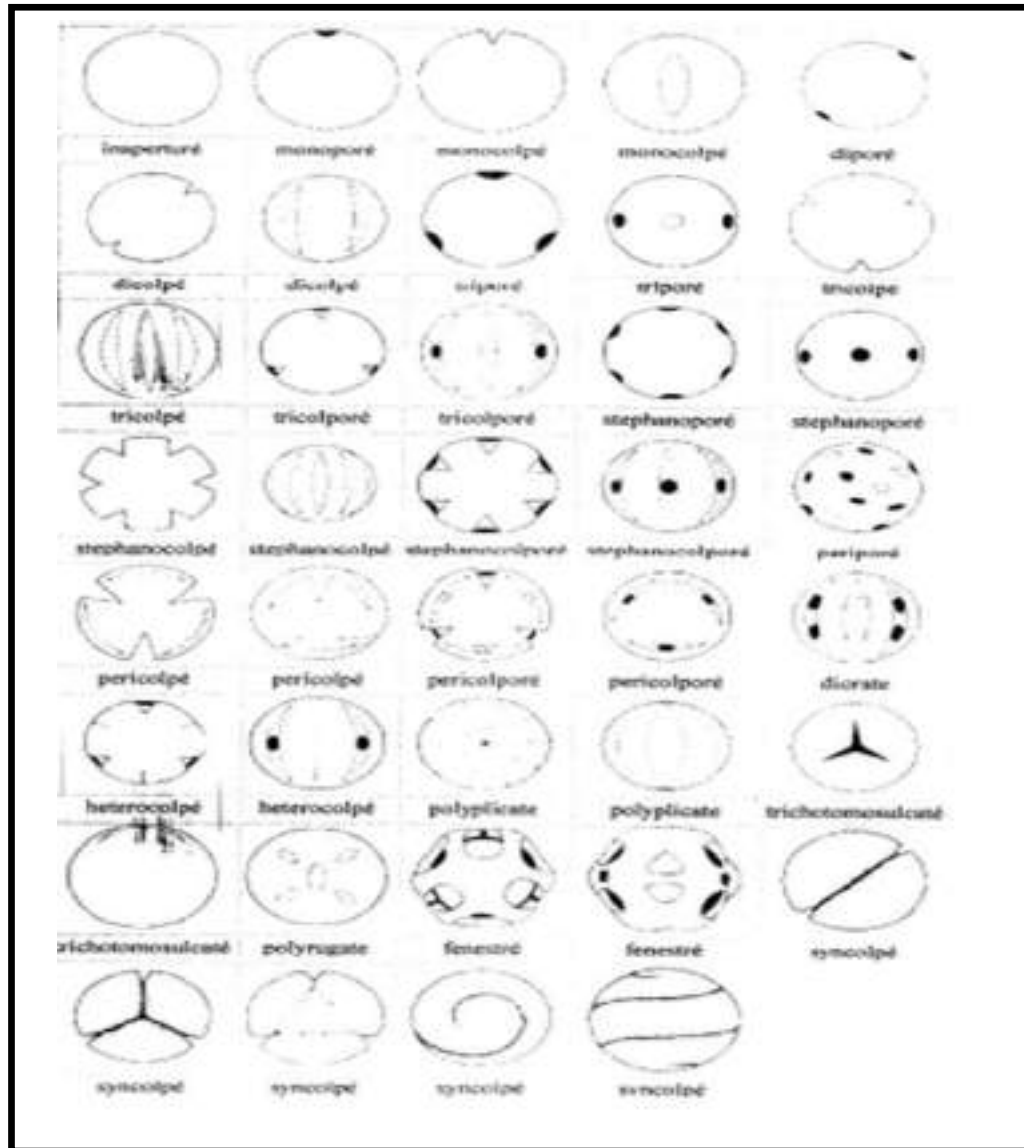 inaperturé monoporé monocolpé monocolpé diporé
dicolpé dicolpé triporé triporé tricolpé
tricolpé tricolporé tricolporé stephanoporé stephanoporé
stephanocolpé stephanocolpé stephanocolporé stephanocolporé periporé
pericolpé pericolpé pericolporé pericolporé diorate
heterocolpé heterocolpé polyplicate polyplicate trichotomosulcaté
trichotomosulcaté polyrugate fenestré fenestré syncolpé
syncolpé syncolpé syncolpé syncolpé